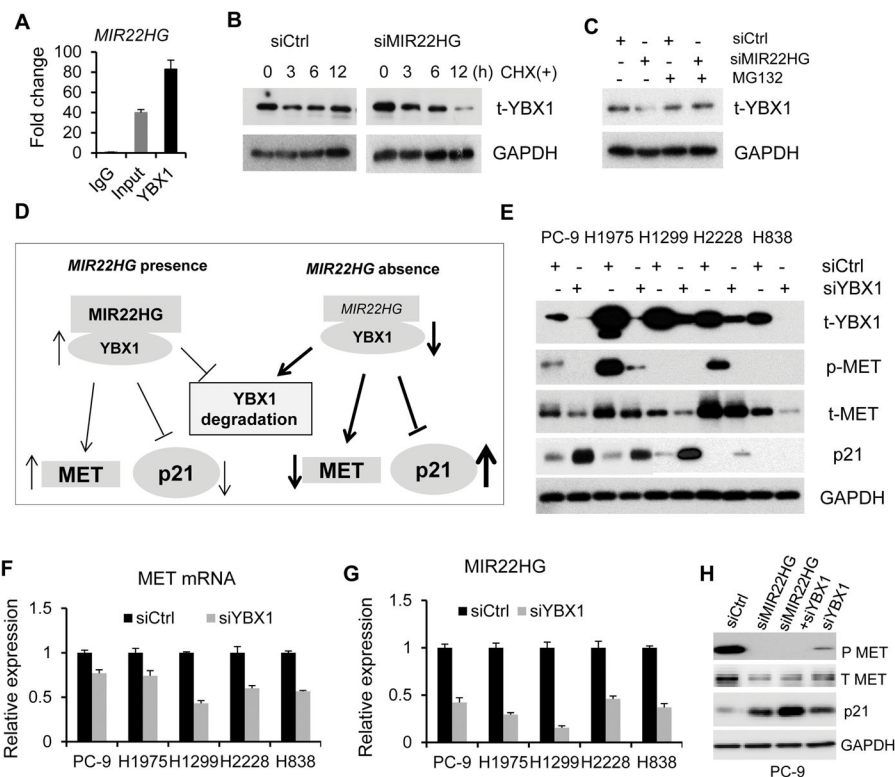 A
MIR22HG
Fold change
100
80
60
40
20
0
IgG
Input
YBX1
B
siCtrl siMIR22HG
0 3 6 12 0 3 6 12 (h) CHX(+)
t-YBX1
GAPDH
C
+ - + - siCtrl
- + - + siMIR22HG
- - + + MG132
t-YBX1
GAPDH
D
MIR22HG presence
MIR22HG absence
MIR22HG
YBX1
MIR22HG
YBX1
YBX1
degradation
MET
p21
MET
p21
E
PC-9 H1975 H1299 H2228 H838
+ - + - + - + - + - siCtrl
- + - + - + - + - + siYBX1
t-YBX1
p-MET
t-MET
p21
GAPDH
F
MET mRNA
Relative expression
1.5
1
0.5
0
siCtrl siYBX1
PC-9 H1975 H1299 H2228 H838
G
MIR22HG
Relative expression
1.5
1
0.5
0
siCtrl siYBX1
PC-9 H1975 H1299 H2228 H838
H
siCtrl
siMIR22HG
siMIR22HG
+siYBX1
siYBX1
P MET
T MET
p21
GAPDH
PC-9